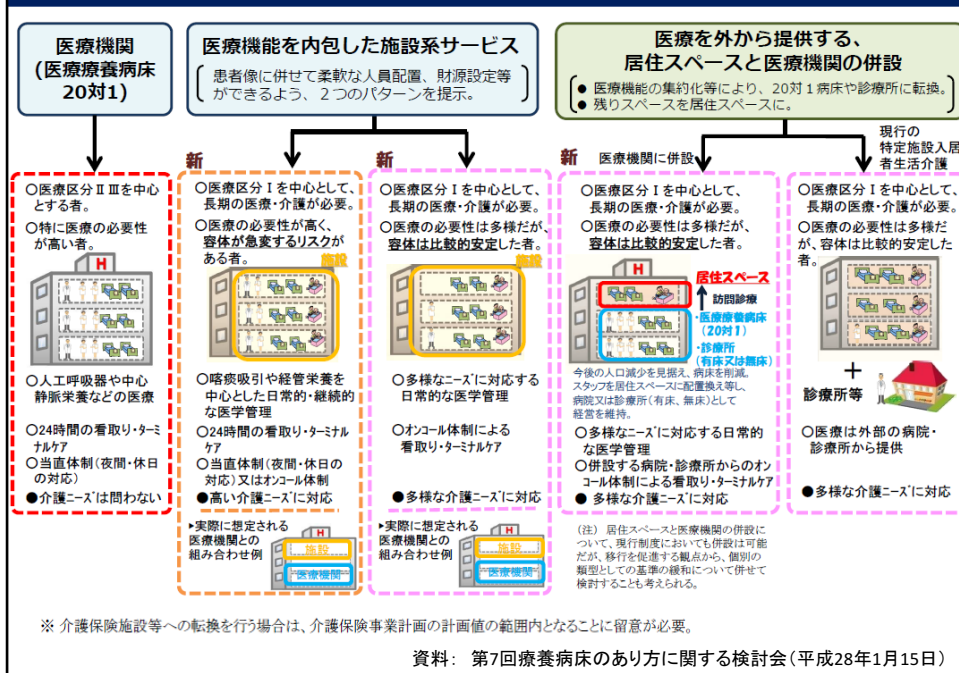 医療機関
(医療療養病床
20対1)
医療機能を内包した施設系サービス
患者像に併せて柔軟な人員配置、財源設定等
ができるよう、２つのパターンを提示。
医療を外から提供する、
居住スペースと医療機関の併設
● 医療機能の集約化等により、20対１病床や診療所に転換。
● 残りスペースを居住スペースに。
○医療区分ⅡⅢを中心
とする者。
○特に医療の必要性
が高い者。
H
○人工呼吸器や中心
静脈栄養などの医療
○24時間の看取り・ターミ
ナルケア
○当直体制（夜間・休日
の対応）
●介護ニーズは問わない
新
○医療区分Ⅰを中心として、
長期の医療・介護が必要。
○医療の必要性が高く、
容体が急変するリスクが
ある者。
施設
○喀痰吸引や経管栄養を
中心とした日常的・継続的
な医学管理
○24時間の看取り・ターミナル
ケア
○当直体制（夜間・休日の
対応）又はオンコール体制
●高い介護ニーズに対応
▶実際に想定される
医療機関との
組み合わせ例
H
施設
医療機関
新
○医療区分Ⅰを中心として、
長期の医療・介護が必要。
○医療の必要性は多様だが、
容体は比較的安定した者。
施設
○多様なニーズに対応する
日常的な医学管理
○オンコール体制による
看取り・ターミナルケア
●多様な介護ニーズに対応
▶実際に想定される
医療機関との
組み合わせ例
H
施設
医療機関
新 医療機関に併設
○医療区分Ⅰを中心として、
長期の医療・介護が必要。
○医療の必要性は多様だが、
容体は比較的安定した者。
H
居住スペース
訪問診療
・医療療養病床
（20対1）
・診療所
（有床又は無床）
今後の人口減少を見据え、病床を削減。
スタッフを居住スペースに配置換え等し、
病院又は診療所（有床、無床）として
経営を維持。
○多様なニーズに対応する日常的
な医学管理
○併設する病院・診療所からのオン
コール体制による看取り・ターミナルケア
● 多様な介護ニーズに対応
（注） 居住スペースと医療機関の併設に
ついて、現行制度においても併設は可能
だが、移行を促進する観点から、個別の
類型としての基準の緩和について併せて
検討することも考えられる。
現行の
特定施設入居
者生活介護
○医療区分Ⅰを中心として、
長期の医療・介護が必要。
○医療の必要性は多様だ
が、容体は比較的安定した
者。
＋
診療所等
○医療は外部の病院・
診療所から提供
●多様な介護ニーズに対応
※ 介護保険施設等への転換を行う場合は、介護保険事業計画の計画値の範囲内となることに留意が必要。
資料： 第7回療養病床のあり方に関する検討会（平成28年1月15日）